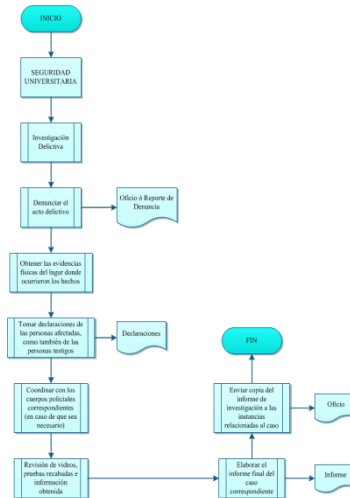 INICIO
SEGURIDAD
UNIVERSITARIA
Investigación
Delictiva
Denunciar el
acto delictivo
Oficio ó Reporte de
Denuncia
Obtener las evidencias
físicas del lugar donde
ocurrieron los hechos
Tomar declaraciones de
las personas afectadas,
como también de las
personas testigos
Declaraciones
Coordinar con los
cuerpos policiales
correspondientes
(en caso de que sea
necesario)
Revisión de videos,
pruebas recabadas e
información
obtenida
Elaborar el
informe final del
caso
correspondiente
Informe
Enviar copia del
informe de
investigación a las
instancias
relacionadas al caso
Oficio
FIN